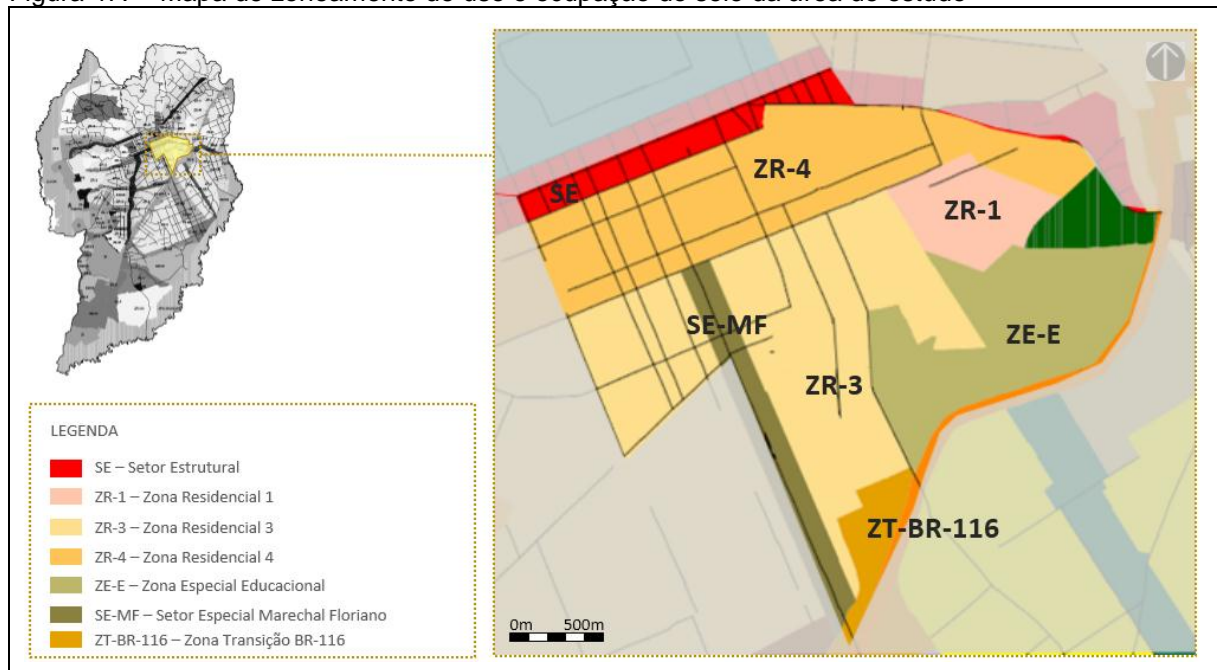 Figura 1.1 – Mapa de zoneamento de uso e ocupação do solo da área de estudo
SE
ZR-4
ZR-1
SE-MF
ZE-E
ZR-3
ZT-BR-116
0m 500m
LEGENDA
SE – Setor Estrutural
ZR-1 – Zona Residencial 1
ZR-3 – Zona Residencial 3
ZR-4 – Zona Residencial 4
ZE-E – Zona Especial Educacional
SE-MF – Setor Especial Marechal Floriano
ZT-BR-116 – Zona Transição BR-116